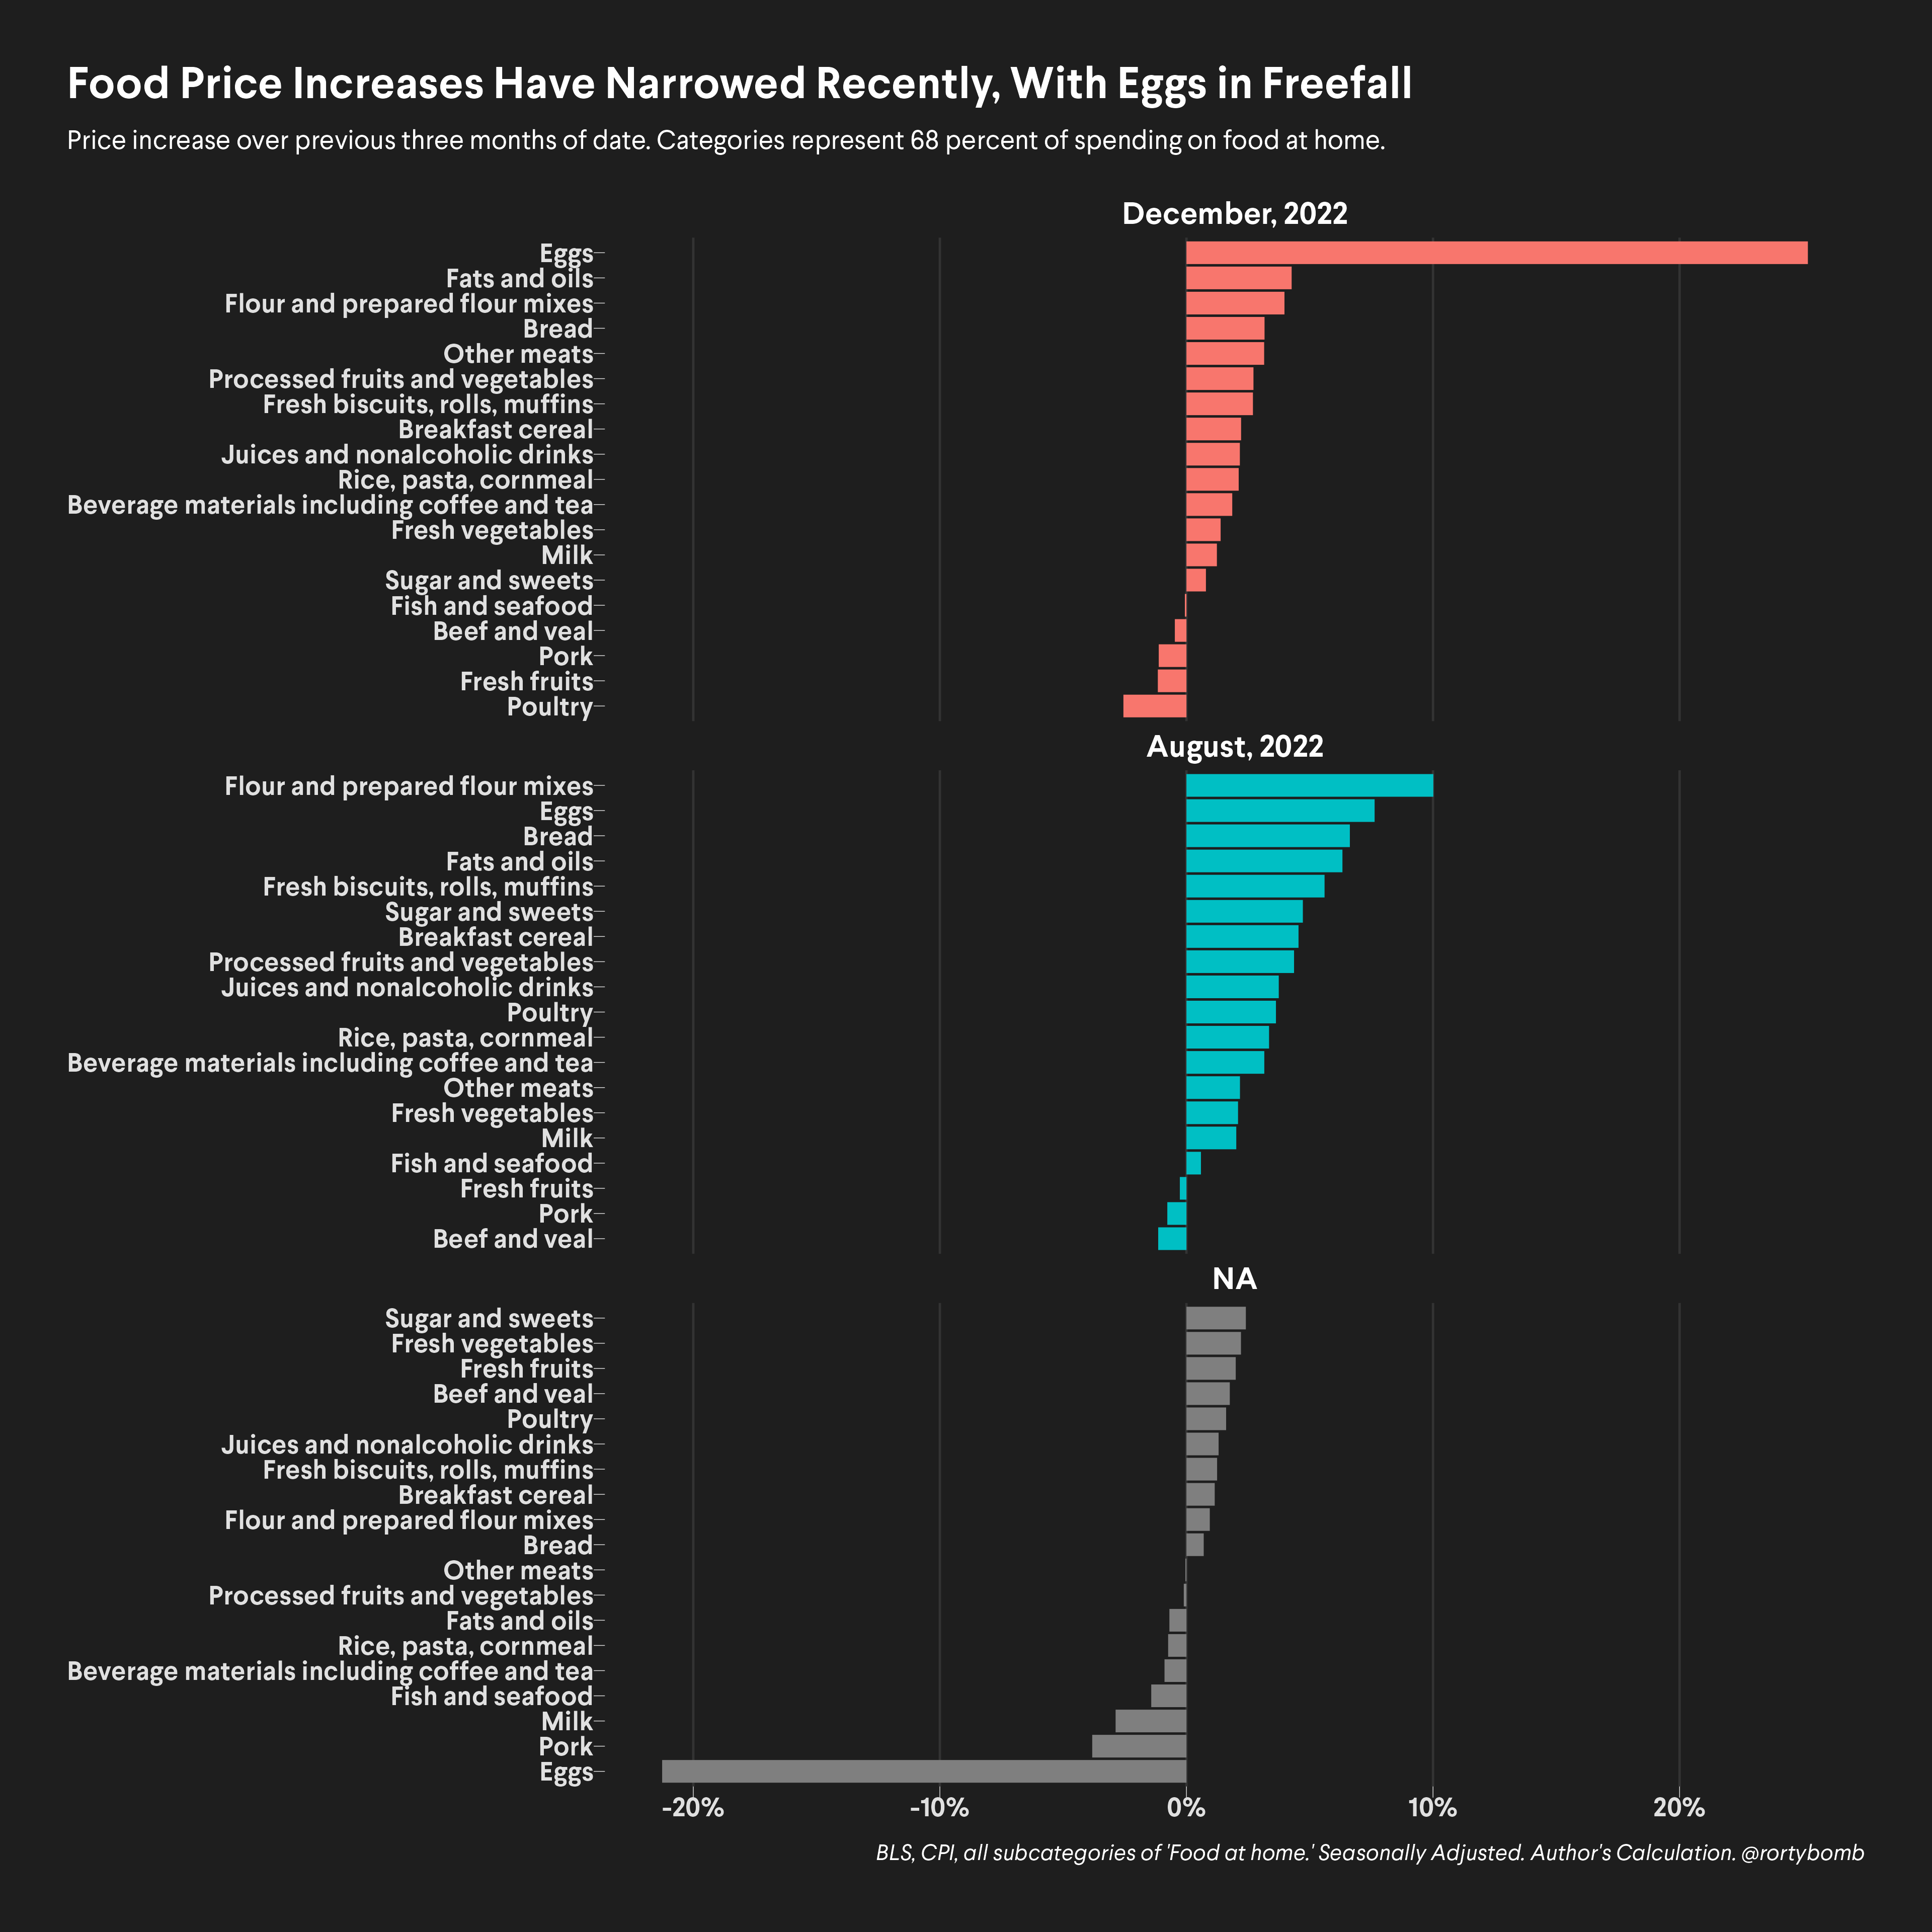 Food Price Increases Have Narrowed Recently, With Eggs in Freefall
Price increase over previous three months of date. Categories represent 68 percent of spending on food at home.
December, 2022
Eggs
Fats and oils
Flour and prepared flour mixes
Bread
Other meats
Processed fruits and vegetables
Fresh biscuits, rolls, muffins
Breakfast cereal
Juices and nonalcoholic drinks
Rice, pasta, cornmeal
Beverage materials including coffee and tea
Fresh vegetables
Milk
Sugar and sweets
Fish and seafood
Beef and veal
Pork
Fresh fruits
Poultry
August, 2022
Flour and prepared flour mixes
Eggs
Bread
Fats and oils
Fresh biscuits, rolls, muffins
Sugar and sweets
Breakfast cereal
Processed fruits and vegetables
Juices and nonalcoholic drinks
Poultry
Rice, pasta, cornmeal
Beverage materials including coffee and tea
Other meats
Fresh vegetables
Milk
Fish and seafood
Fresh fruits
Pork
Beef and veal
NA
Sugar and sweets
Fresh vegetables
Fresh fruits
Beef and veal
Poultry
Juices and nonalcoholic drinks
Fresh biscuits, rolls, muffins
Breakfast cereal
Flour and prepared flour mixes
Bread
Other meats
Processed fruits and vegetables
Fats and oils
Rice, pasta, cornmeal
Beverage materials including coffee and tea
Fish and seafood
Milk
Pork
Eggs
-20% -10% 0% 10% 20%
BLS, CPI, all subcategories of 'Food at home.' Seasonally Adjusted. Author's Calculation. @rortybomb